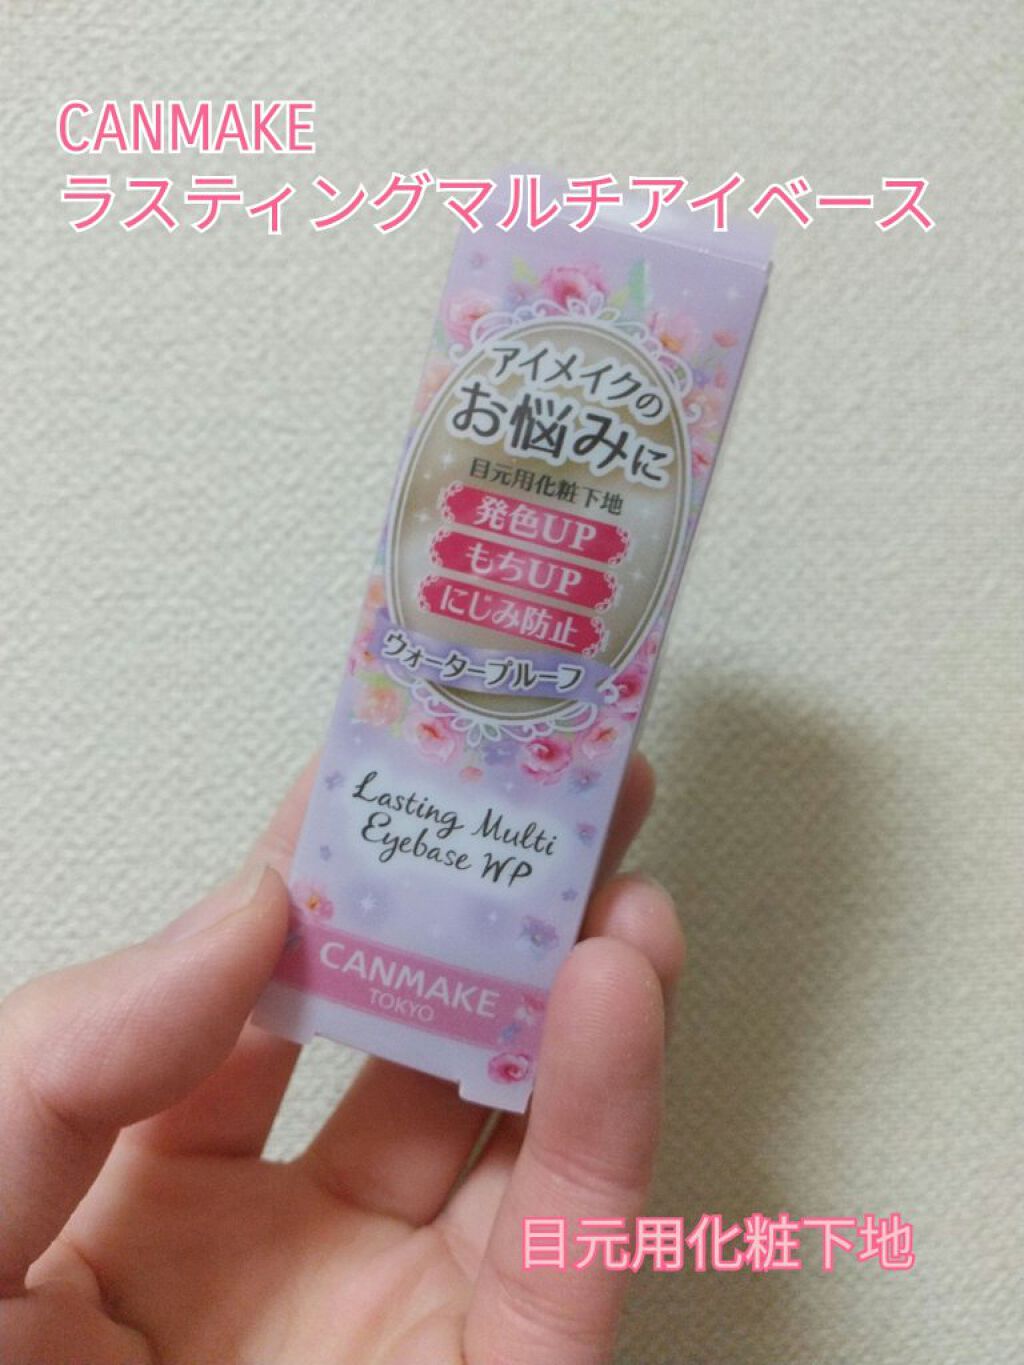 CANMAKE
ラスティングマルチアイベース
アイメイクの
お悩みに
目元用化粧下地
発色UP
もちUP
にじみ防止
ウォータープルーフ
Lasting Multi
Eyebase WP
CANMAKE
TOKYO
目元用化粧下地